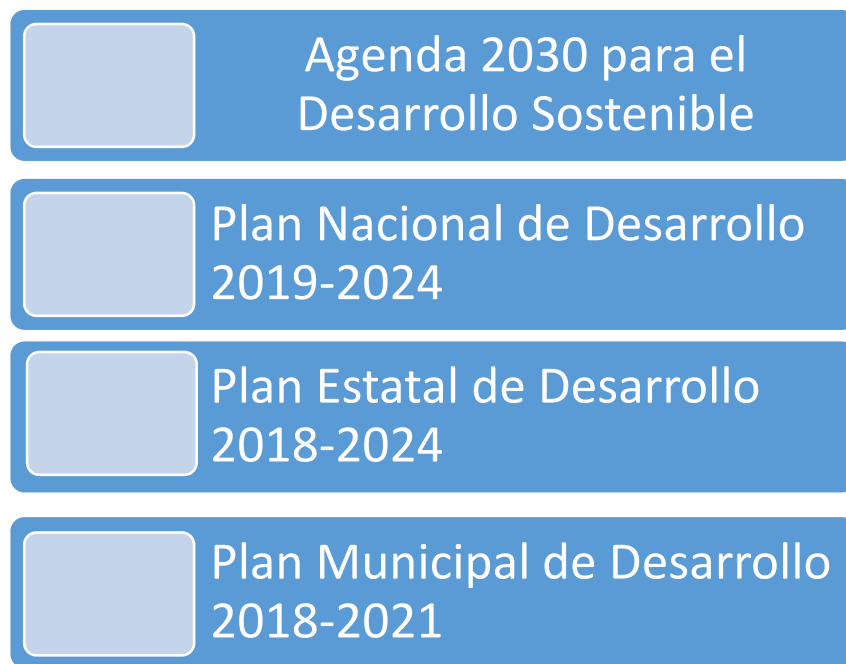 Agenda 2030 para el
Desarrollo Sostenible
Plan Nacional de Desarrollo
2019-2024
Plan Estatal de Desarrollo
2018-2024
Plan Municipal de Desarrollo
2018-2021